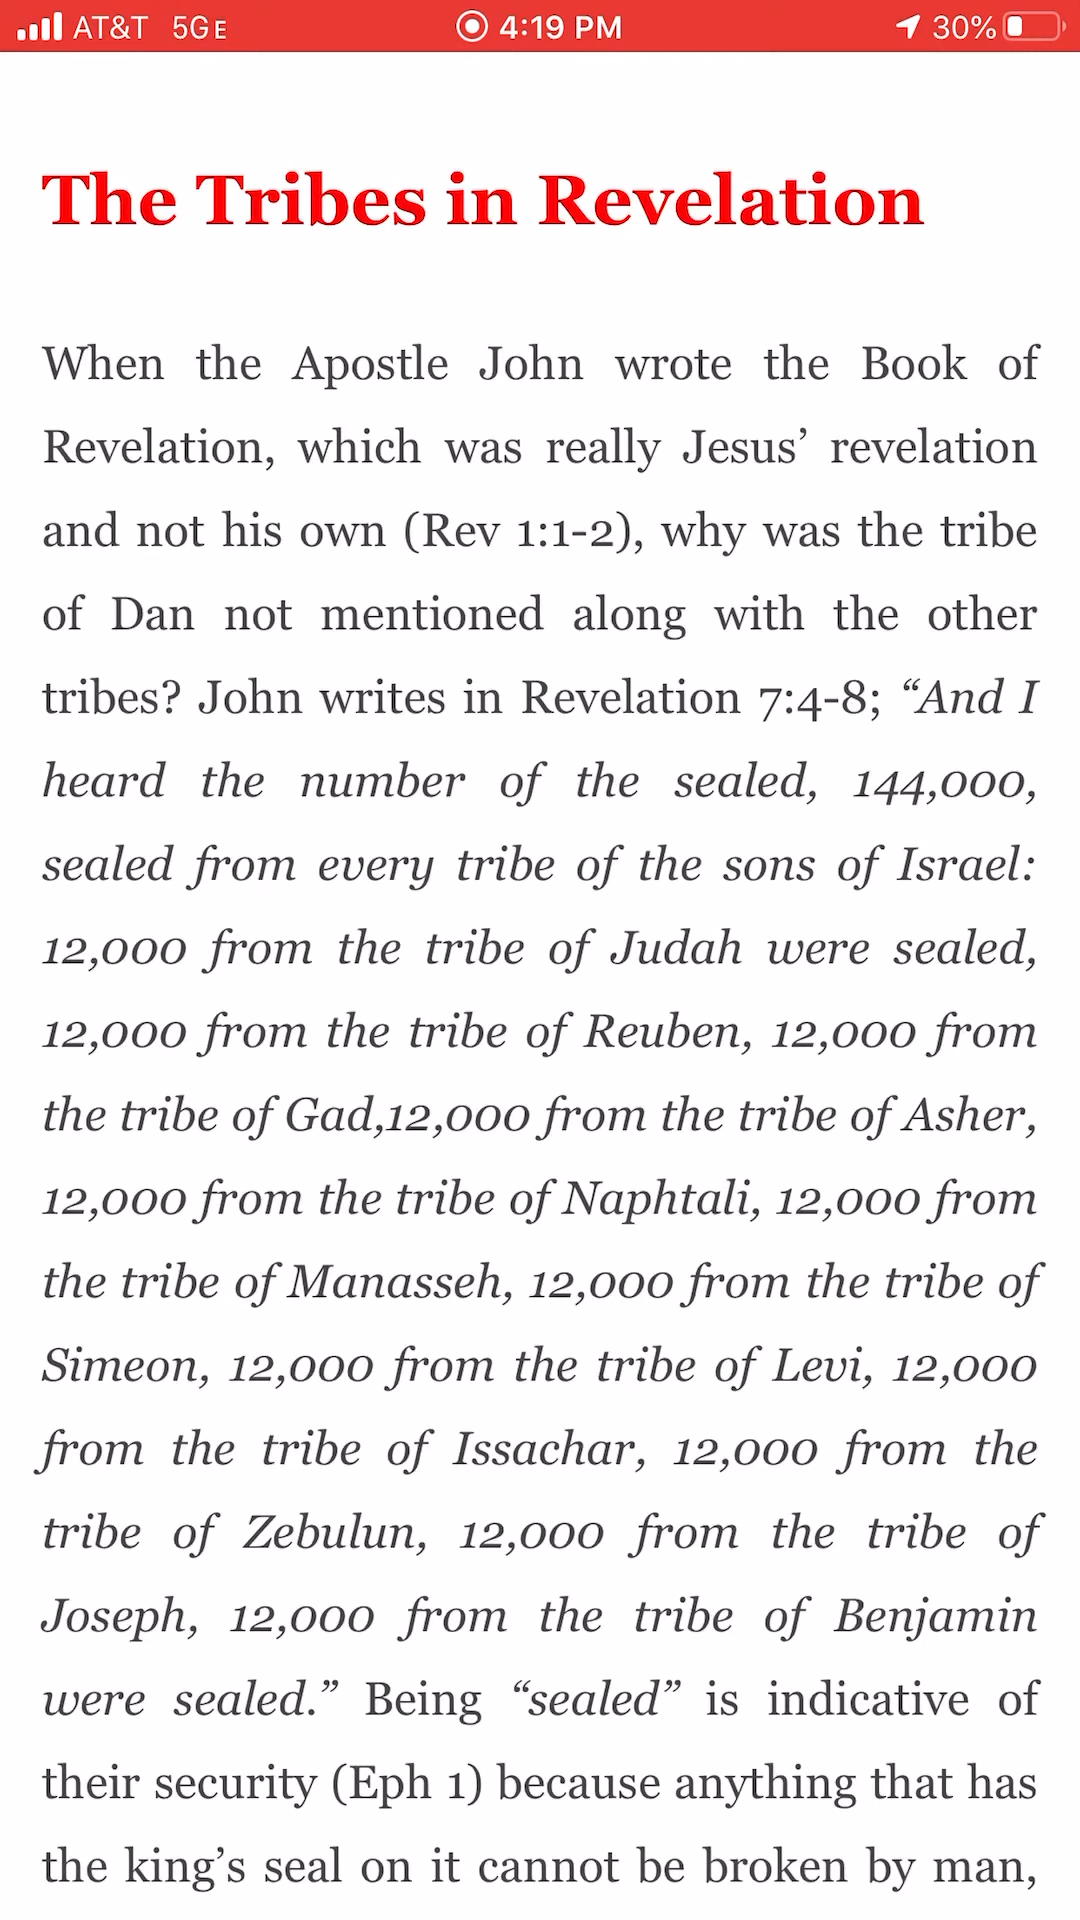 AT&T 5GE 4:19 PM 30%
The Tribes in Revelation
When the Apostle John wrote the Book of
Revelation, which was really Jesus’ revelation
and not his own (Rev 1:1-2), why was the tribe
of Dan not mentioned along with the other
tribes? John writes in Revelation 7:4-8; “And I
heard the number of the sealed, 144,000,
sealed from every tribe of the sons of Israel:
12,000 from the tribe of Judah were sealed,
12,000 from the tribe of Reuben, 12,000 from
the tribe of Gad,12,000 from the tribe of Asher,
12,000 from the tribe of Naphtali, 12,000 from
the tribe of Manasseh, 12,000 from the tribe of
Simeon, 12,000 from the tribe of Levi, 12,000
from the tribe of Issachar, 12,000 from the
tribe of Zebulun, 12,000 from the tribe of
Joseph, 12,000 from the tribe of Benjamin
were sealed.” Being “sealed” is indicative of
their security (Eph 1) because anything that has
the king’s seal on it cannot be broken by man,